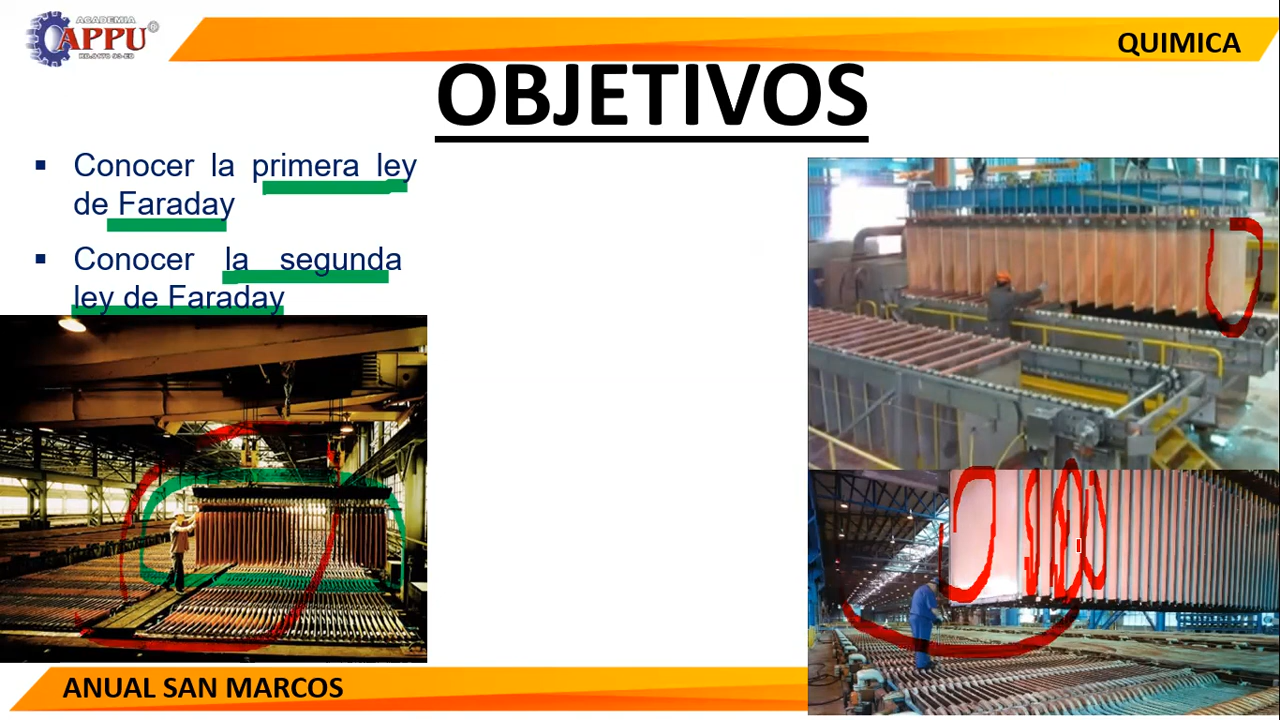 ACADEMIA
APPU®
QUIMICA
OBJETIVOS
▪ Conocer la primera ley
de Faraday
▪ Conocer la segunda
ley de Faraday
ANUAL SAN MARCOS